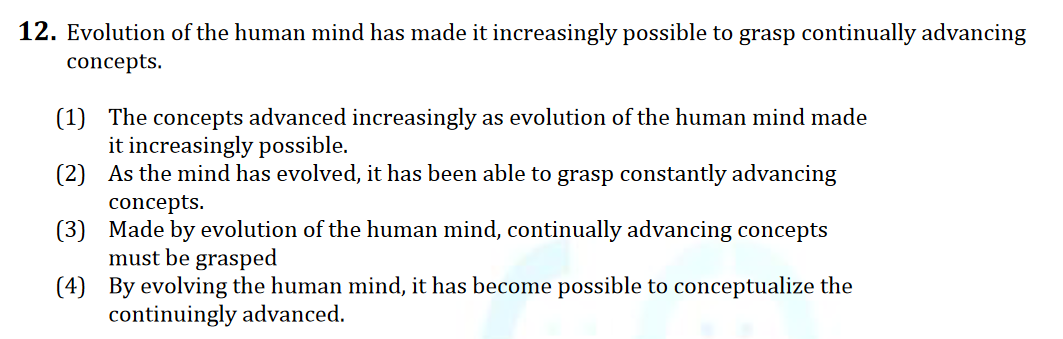 12. Evolution of the human mind has made it increasingly possible to grasp continually advancing
concepts.
(1) The concepts advanced increasingly as evolution of the human mind made
it increasingly possible.
(2) As the mind has evolved, it has been able to grasp constantly advancing
concepts.
(3) Made by evolution of the human mind, continually advancing concepts
must be grasped
(4) By evolving the human mind, it has become possible to conceptualize the
continuingly advanced.